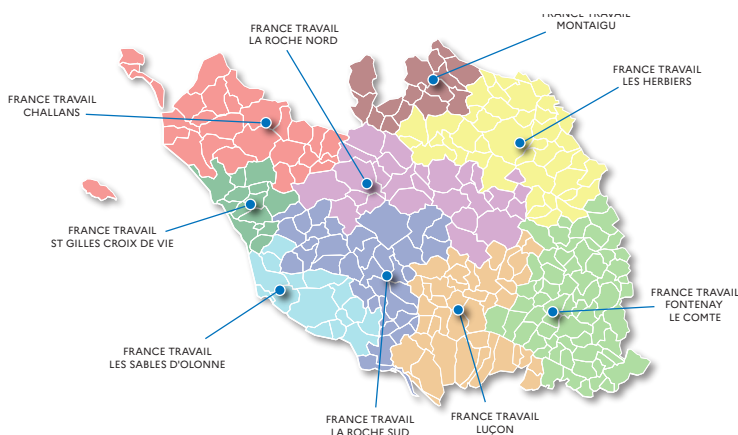 FRANCE TRAVAIL
MONTAIGU
FRANCE TRAVAIL
LA ROCHE NORD
FRANCE TRAVAIL
LES HERBIERS
FRANCE TRAVAIL
CHALLANS
FRANCE TRAVAIL
ST GILLES CROIX DE VIE
FRANCE TRAVAIL
FONTENAY
LE COMTE
FRANCE TRAVAIL
LES SABLES D'OLONNE
FRANCE TRAVAIL
LA ROCHE SUD
FRANCE TRAVAIL
LUÇON